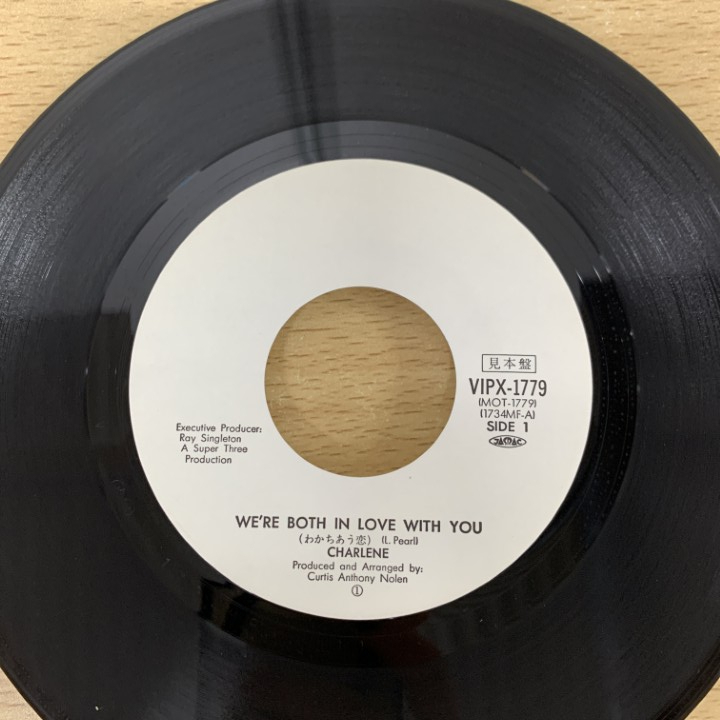 見本盤
VIPX-1779
(MOT-1779)
(1734MF-A)
SIDE 1
JASRAC
Executive Producer:
Ray Singleton
A Super Three
Production
WE'RE BOTH IN LOVE WITH YOU
(わかちあう恋) (L. Pearl)
CHARLENE
Produced and Arranged by:
Curtis Anthony Nolen
①